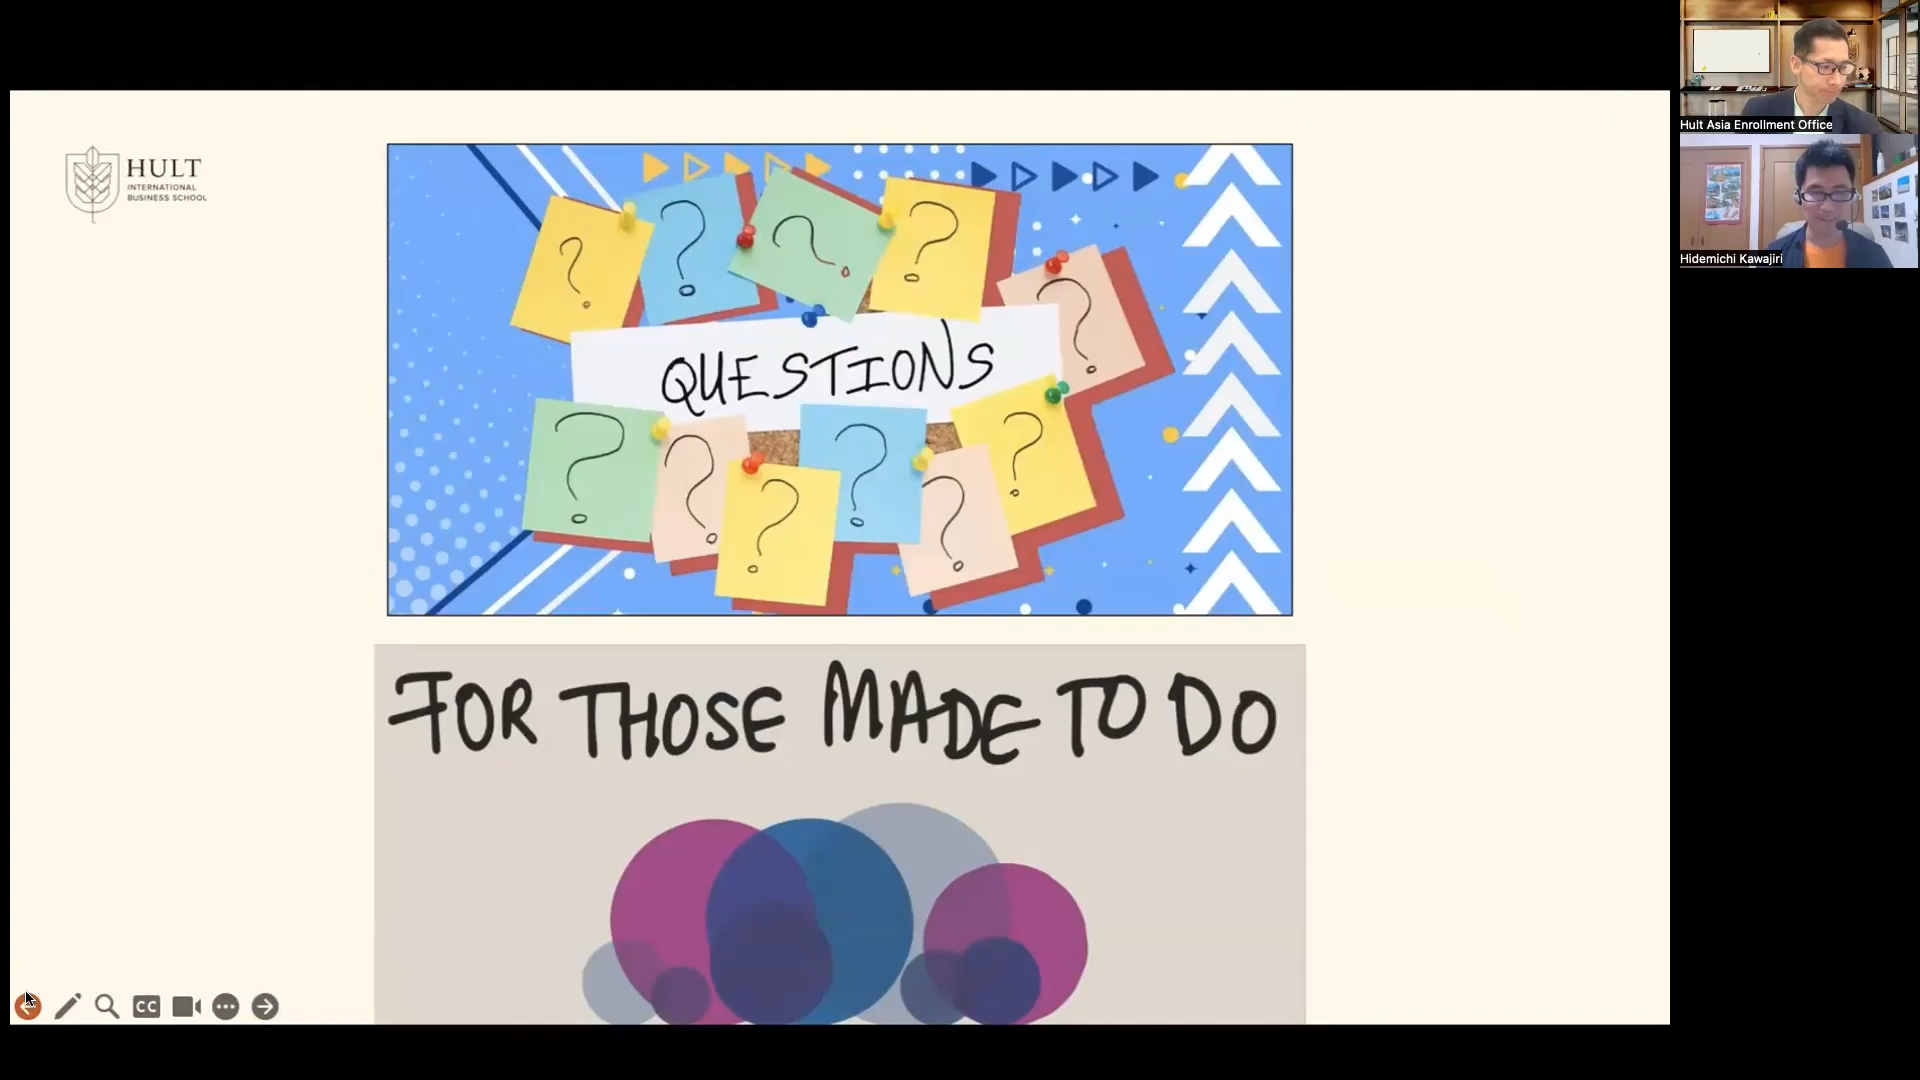 HULT
INTERNATIONAL
BUSINESS SCHOOL
? ? ? ? ?
QUESTIONS
? ? ? ? ? ?
FOR THOSE MADE TO DO
CC
Hult Asia Enrollment Office
Hidemichi Kawajiri